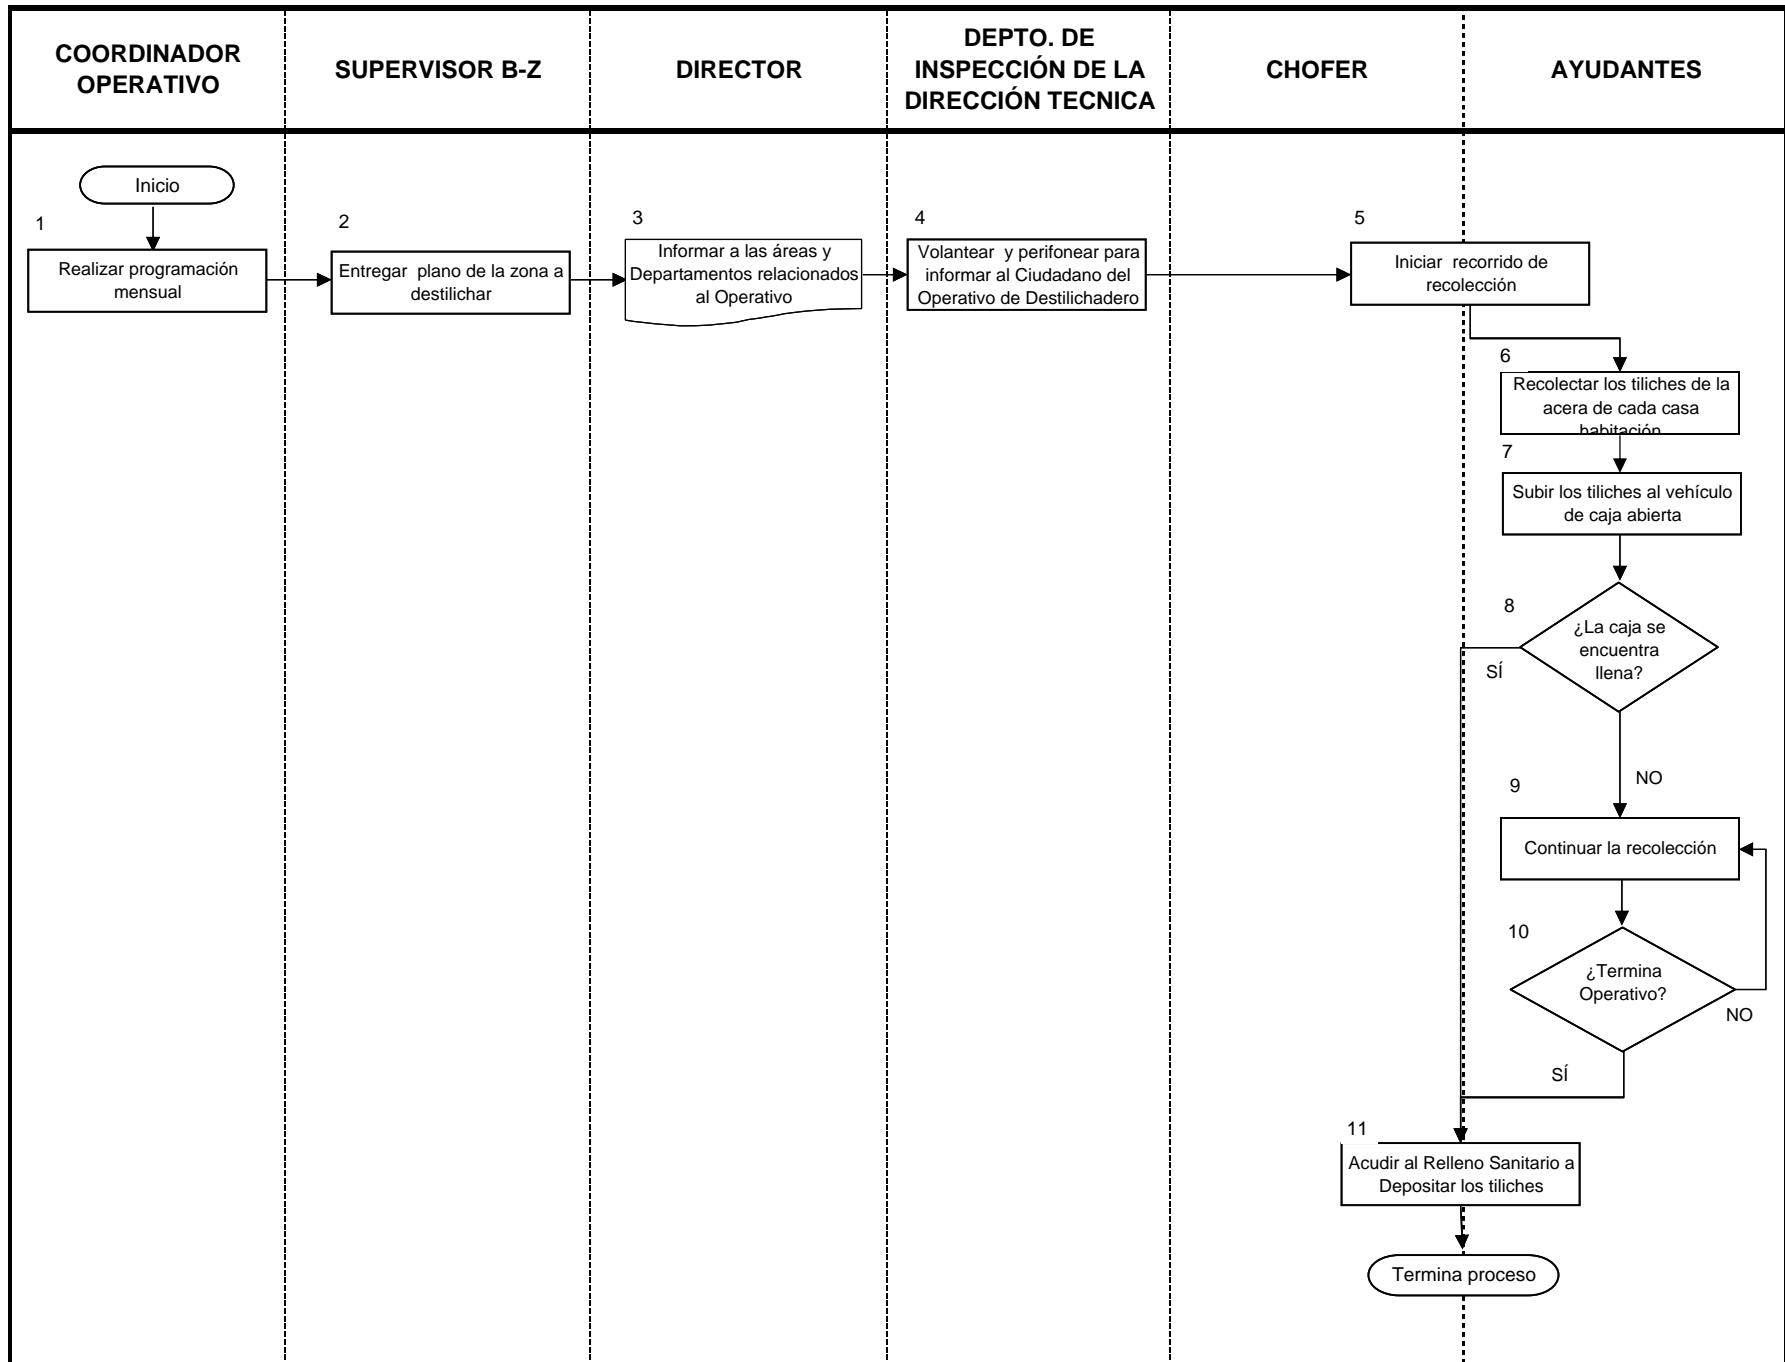 COORDINADOR
OPERATIVO
SUPERVISOR B-Z
DIRECTOR
DEPTO. DE
INSPECCIÓN DE LA
DIRECCIÓN TECNICA
CHOFER
AYUDANTES
Inicio
1
Realizar programación
mensual
2
Entregar plano de la zona a
destilichar
3
Informar a las áreas y
Departamentos relacionados
al Operativo
4
Volantear y perifonear para
informar al Ciudadano del
Operativo de Destilichadero
5
Iniciar recorrido de
recolección
6
Recolectar los tiliches de la
acera de cada casa
habitación
7
Subir los tiliches al vehículo
de caja abierta
8
¿La caja se
encuentra
llena?
SÍ
NO
9
Continuar la recolección
10
¿Termina
Operativo?
NO
SÍ
11
Acudir al Relleno Sanitario a
Depositar los tiliches
Termina proceso